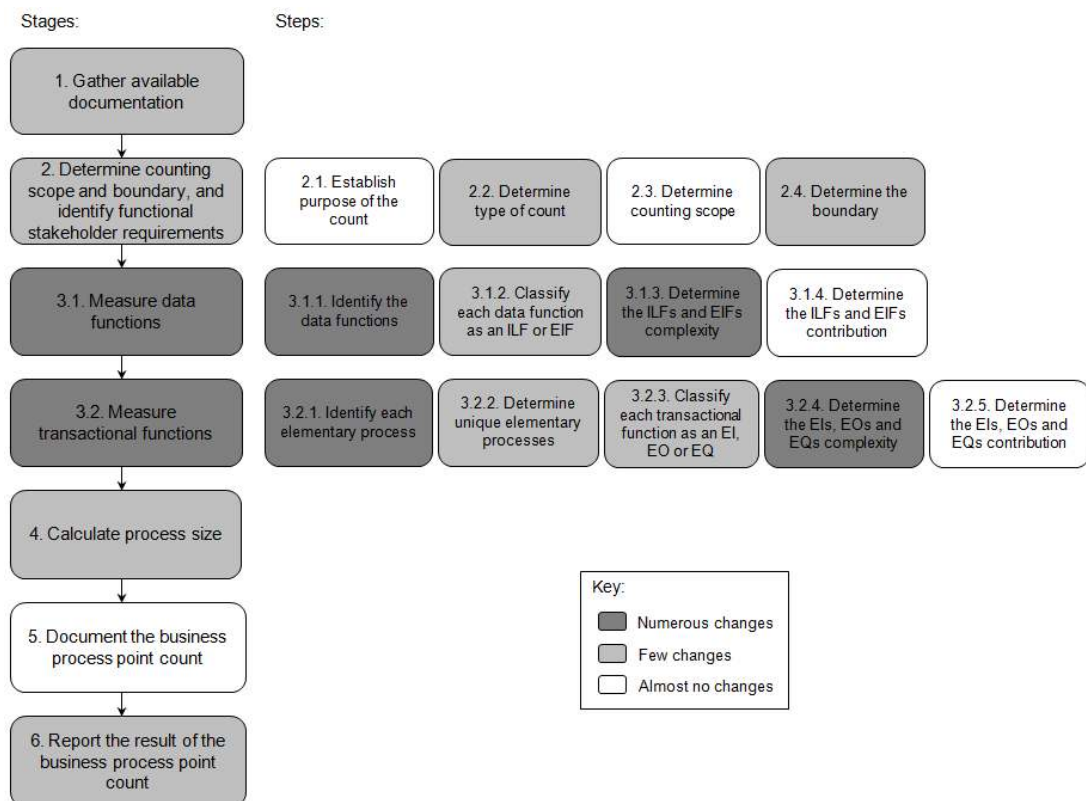 Stages:
Steps:
1. Gather available
documentation
2. Determine counting
scope and boundary, and
identify functional
stakeholder requirements
2.1. Establish
purpose of the
count
2.2. Determine
type of count
2.3. Determine
counting scope
2.4. Determine the
boundary
3.1. Measure data
functions
3.1.1. Identify the
data functions
3.1.2. Classify
each data function
as an ILF or EIF
3.1.3. Determine
the ILFs and EIFs
complexity
3.1.4. Determine
the ILFs and EIFs
contribution
3.2. Measure
transactional functions
3.2.1. Identify each
elementary process
3.2.2. Determine
unique elementary
processes
3.2.3. Classify
each transactional
function as an EI,
EO or EQ
3.2.4. Determine
the EIs, EOs and
EQs complexity
3.2.5. Determine
the EIs, EOs and
EQs contribution
4. Calculate process size
5. Document the business
process point count
6. Report the result of the
business process point
count
Key:
Numerous changes
Few changes
Almost no changes